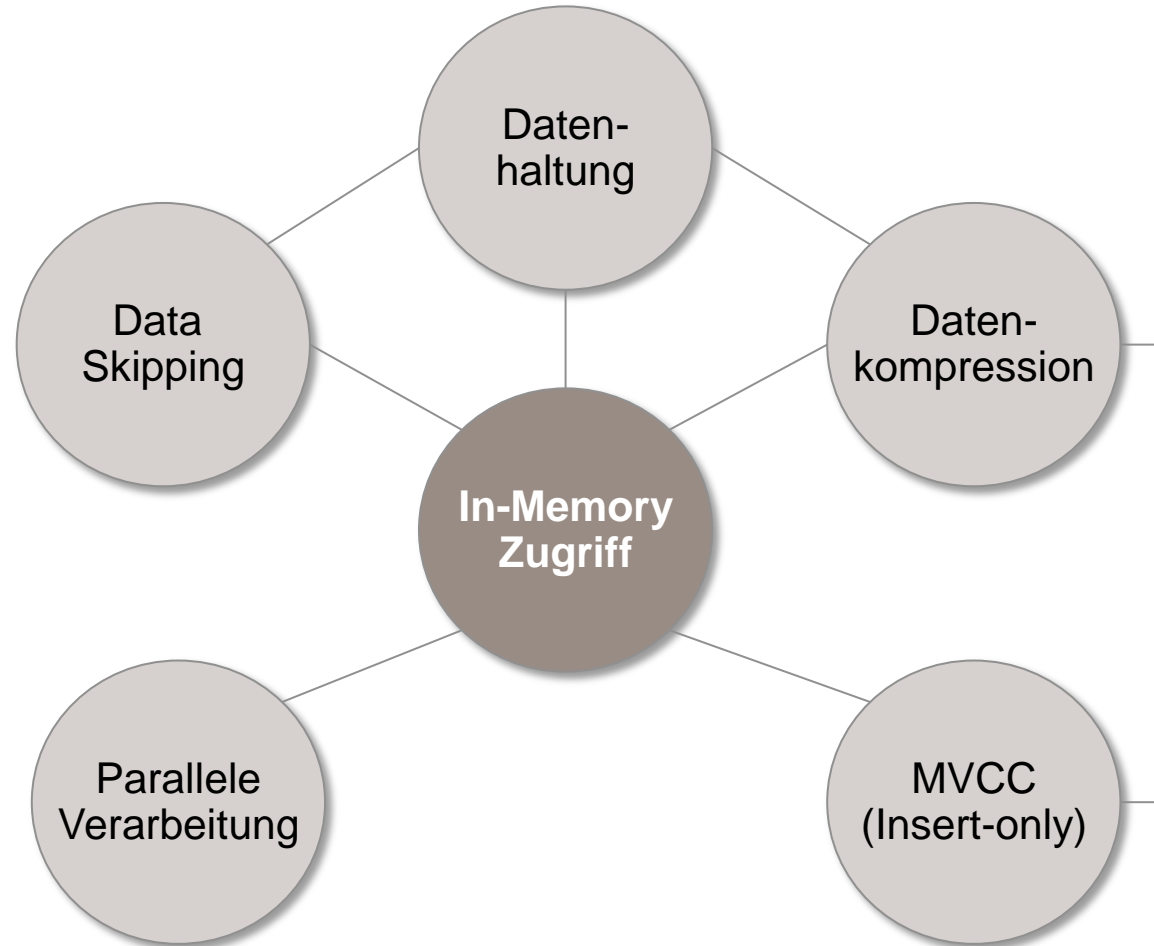 Daten-
haltung
Data
Skipping
Daten-
kompression
In-Memory
Zugriff
Parallele
Verarbeitung
MVCC
(Insert-only)